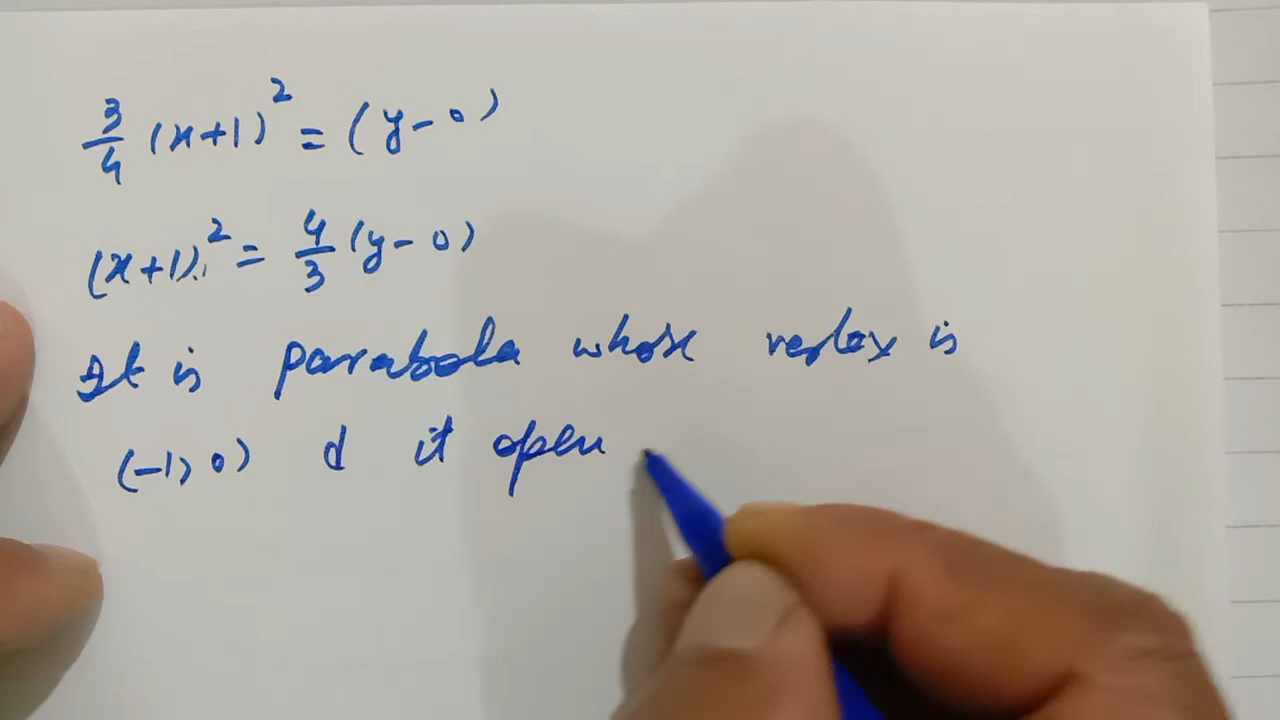 3/4 (x+1)² = (y-0)
(x+1)² = 4/3 (y-0)
It is parabola whose vertex is
(-1, 0) & it open